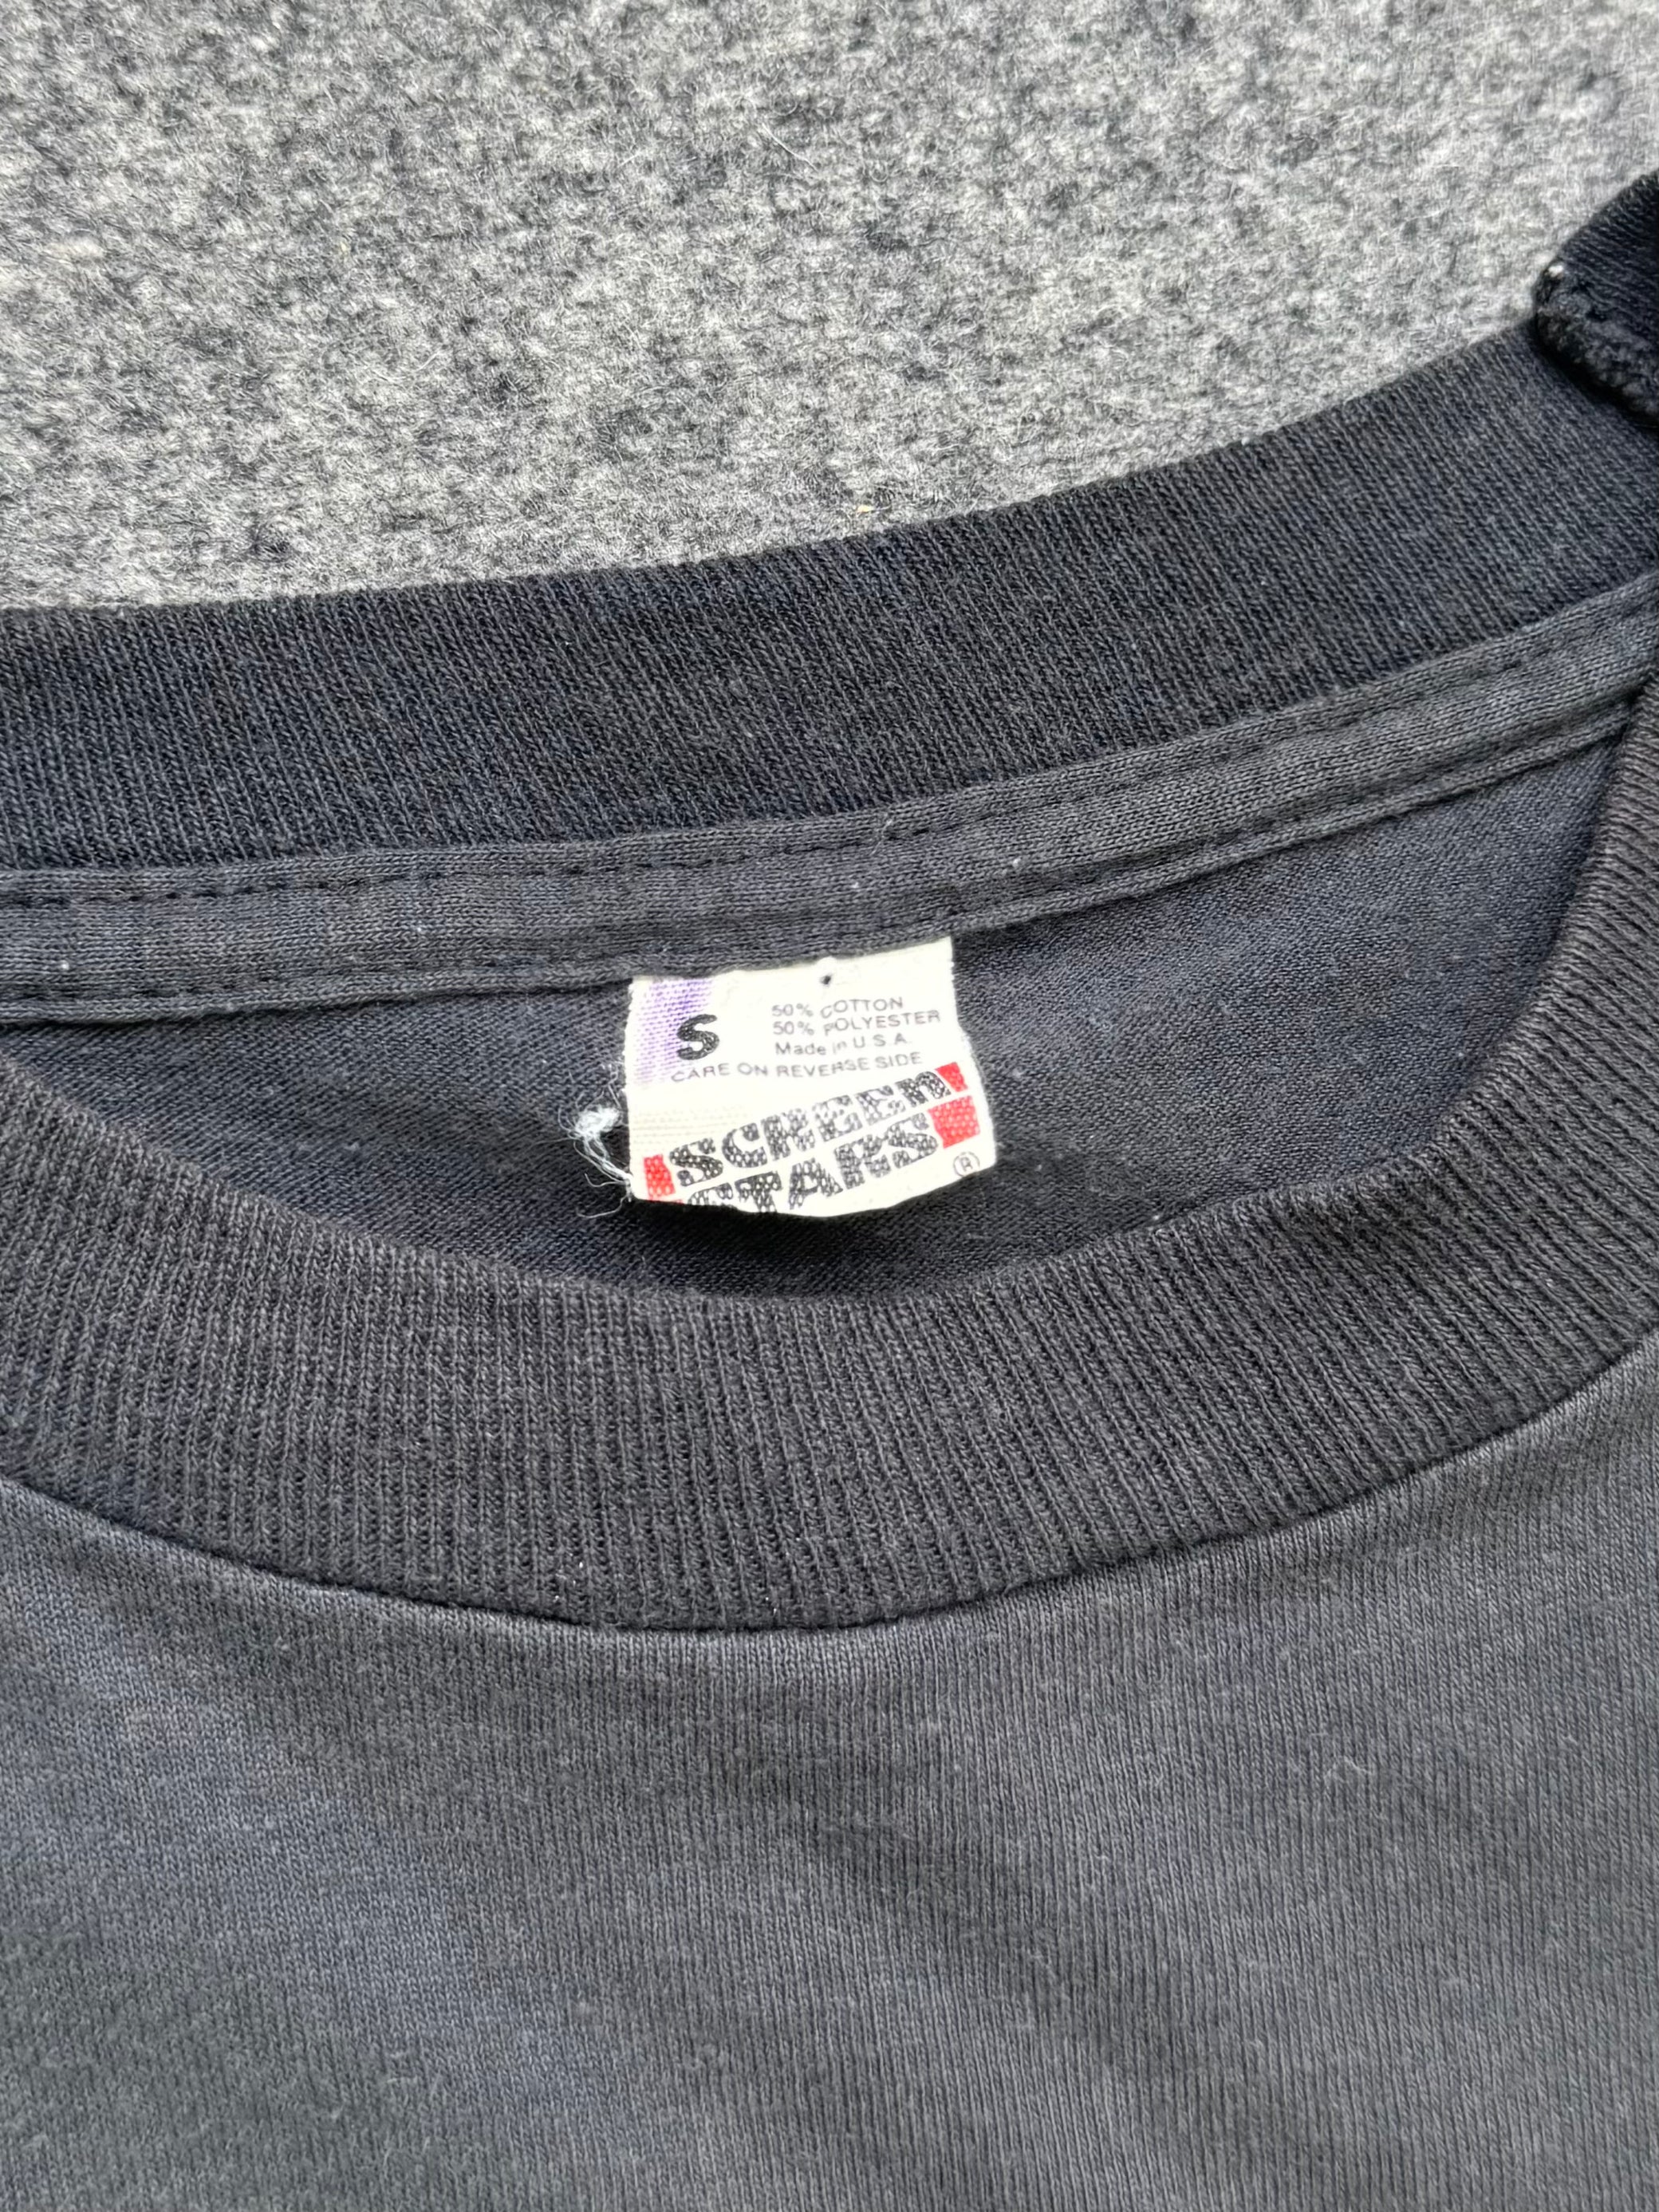 S
50% COTTON
50% POLYESTER
Made in U.S.A.
CARE ON REVERSE SIDE
SCREEN
STARS
®